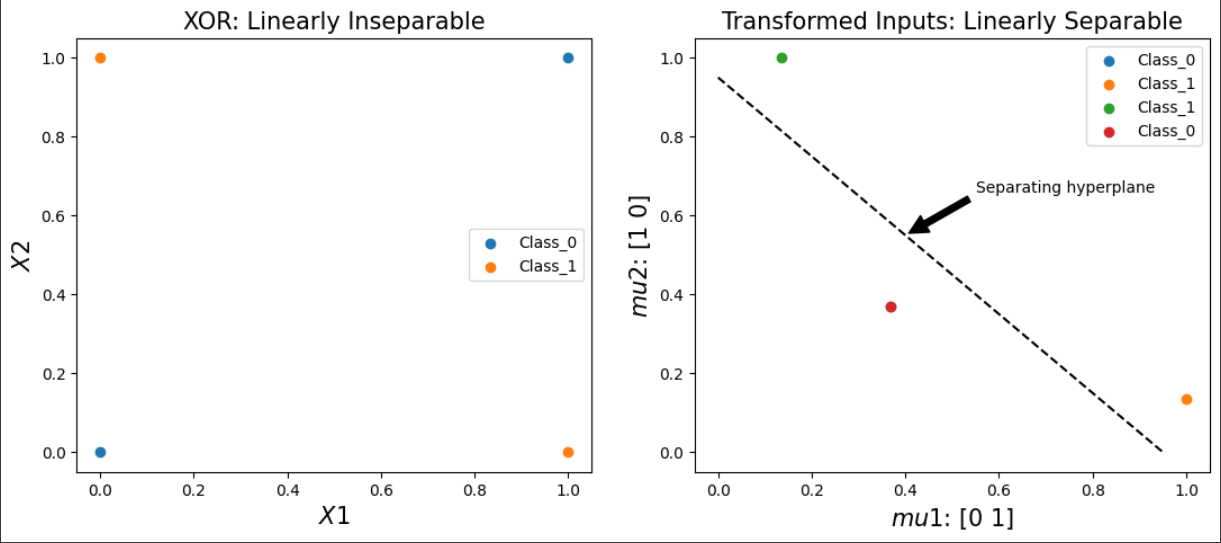 XOR: Linearly Inseparable
1.0
0.8
0.6
0.4
0.2
0.0
X2
Class_0
Class_1
0.0 0.2 0.4 0.6 0.8 1.0
X1
Transformed Inputs: Linearly Separable
1.0
0.8
0.6
0.4
0.2
0.0
mu2: [1 0]
Class_0
Class_1
Class_1
Class_0
Separating hyperplane
0.0 0.2 0.4 0.6 0.8 1.0
mu1: [0 1]